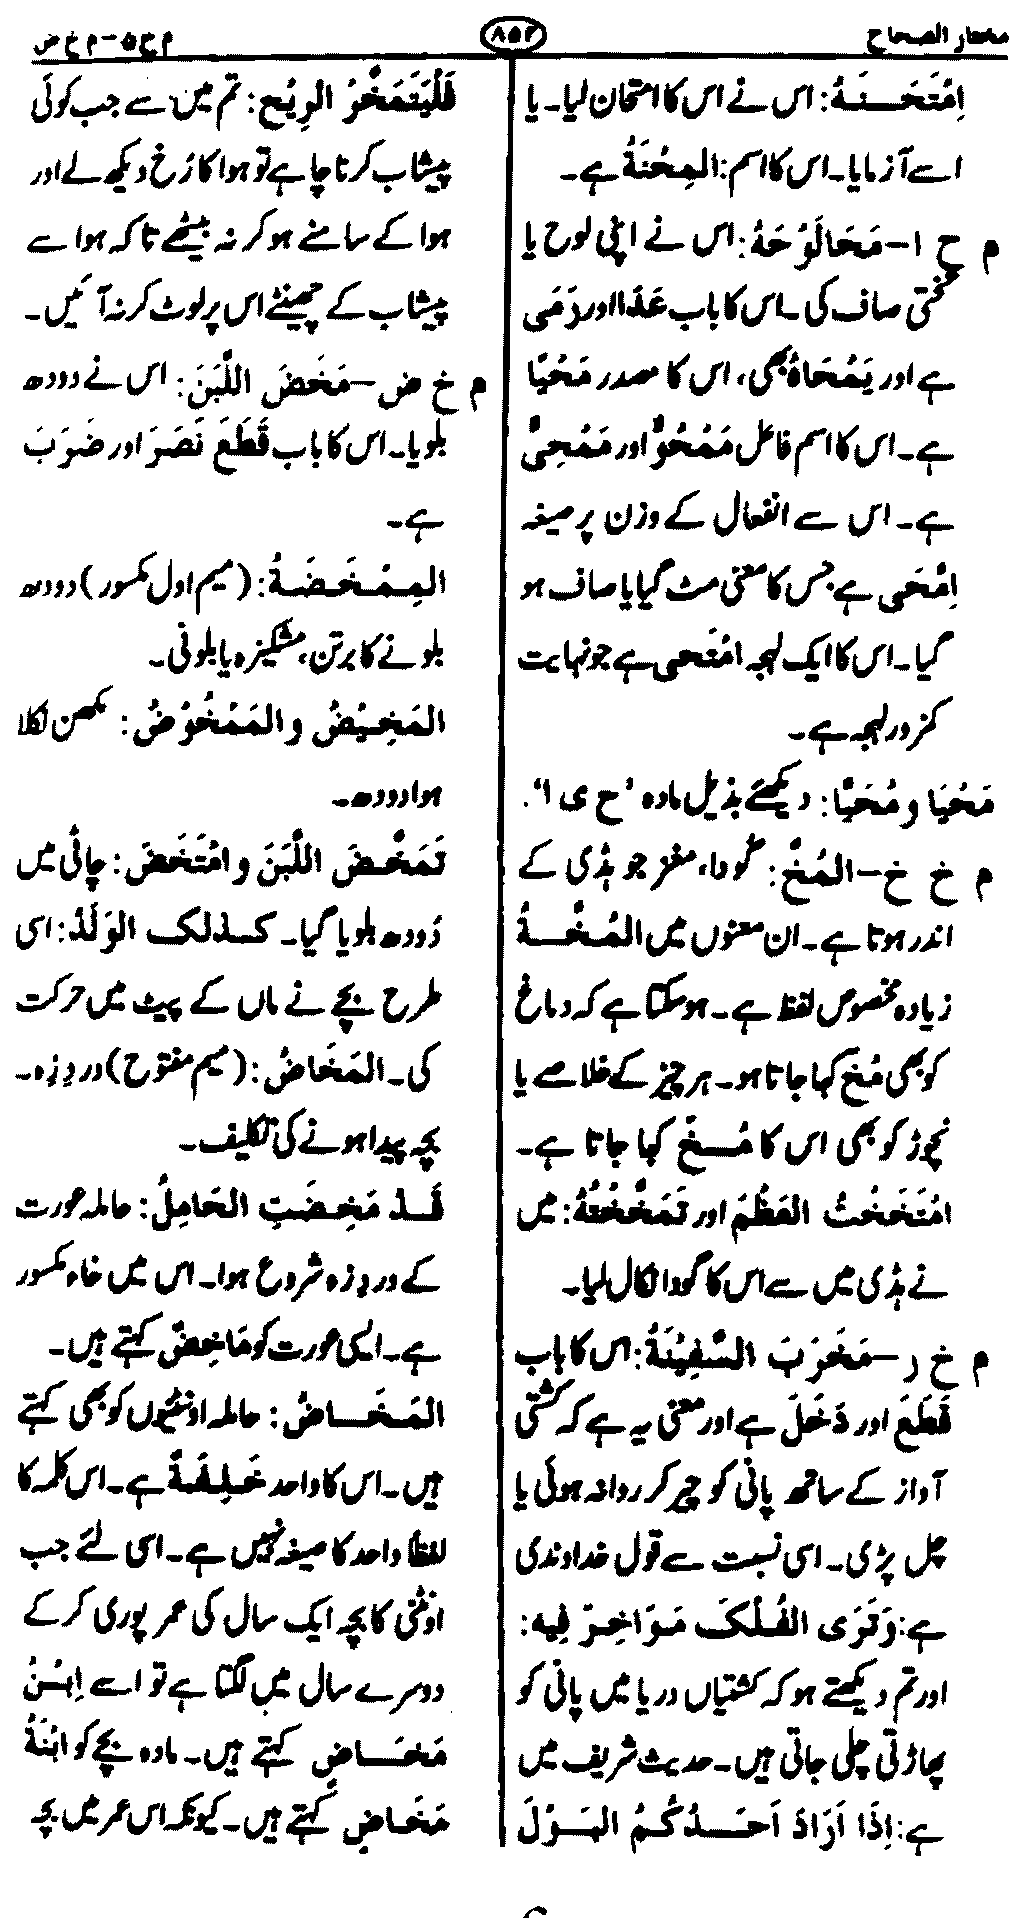 مختار الصحاح
۸۵۲
م ح ۵ – م خ ض
اِمْتَحَنَهُ: اس نے اس کا امتحان لیا۔ یا
اسے آزمایا۔ اس کا اسم: المِحْنَةُ ہے۔
م ح ا – مَحَا لَوْحَهُ: اس نے اپنی لوح یا
تختی صاف کی ۔ اس کا باب عَدَا اور رَمَی
ہے اور یَمْحَاهُ بھی، اس کا مصدر مَحْیًا
ہے۔ اس کا اسم فاعل مَمْحُوٌّ اور مَمْحِیٌّ
ہے۔ اس سے انفعال کے وزن پر صیغہ
اِمَّحَی ہے جس کا معنی مٹ گیا یا صاف ہو
گیا۔ اس کا ایک لہجہ امْتَحی ہے جو نہایت
کمزور لہجہ ہے۔
مَحْیَا و مُحَیًّا: دیکھئے بذیل مادہ 'ح ی ا'.
م خ خ – المُخُّ: گودا، مغز جو ہڈی کے
اندر ہوتا ہے۔ ان معنوں میں المُخَّةُ
زیادہ مخصوص لفظ ہے۔ ہو سکتا ہے کہ دماغ
کو بھی مُخ کہا جاتا ہو۔ ہر چیز کے خلاصے یا
نچوڑ کو بھی اس کا مُخّ کہا جاتا ہے۔
امْتَخَخْتُ العَظْمَ اور تَمَخَّخْتُهُ: میں
نے ہڈی میں سے اس کا گودا نکال لیا۔
م خ ر – مَخَرَبَ السَّفِیْنَةُ: اس کا باب
قَطَعَ اور دَخَلَ ہے اور معنی یہ ہے کہ کشتی
آواز کے ساتھ پانی کو چیر کر روانہ ہوئی یا
چل پڑی۔ اسی نسبت سے قول خداوندی
ہے: وَتَرَی الفُلْکَ مَوَاخِرَ فِیه:
اور تم دیکھتے ہو کہ کشتیاں دریا میں پانی کو
پھاڑتی چلی جاتی ہیں۔ حدیث شریف میں
ہے: اِذَا اَرَادَ اَحَدُکُمُ البَوْلَ
فَلْیَتَمَخَّرُ الرِیْح: تم میں سے جب کوئی
پیشاب کرنا چاہے تو ہوا کا رُخ دیکھ لے اور
ہوا کے سامنے ہو کر نہ بیٹھے تاکہ ہوا سے
پیشاب کے چھینٹے اس پر لوٹ کر نہ آئیں۔
م خ ض – مَخَضَ اللَّبَنَ: اس نے دودھ
بلویا۔ اس کا باب قَطَعَ نَصَرَ اور ضَرَبَ
ہے۔
المِمْخَضَةُ: (میم اول مکسور) دودھ
بلونے کا برتن، مشکیزہ یا بلونی۔
المَخِیْضُ والمَمْخُوْضُ: مکھن نکلا
ہوا دودھ۔
تَمَخَّضَ اللَّبَنَ و امْتَخَضَ: چاٹی میں
دُودھ بلویا گیا۔ کذلک الوَلَدُ: اسی
طرح بچے نے ماں کے پیٹ میں حرکت
کی۔ المَخَاضُ: (میم مفتوح) دردِ زہ۔
بچہ پیدا ہونے کی تکلیف۔
قَدْ مَخِضَتِ الحَامِلُ: حاملہ عورت
کے دردِ زہ شروع ہوا۔ اس میں خاء مکسور
ہے۔ ایسی عورت کو مَاخِضٌ کہتے ہیں۔
المَخَاضُ: حاملہ اونٹنیوں کو بھی کہتے
ہیں۔ اس کا واحد خَلِفَةٌ ہے۔ اس کلمہ کا
لفظاً واحد کا صیغہ نہیں ہے۔ اسی لئے جب
اونٹنی کا بچہ ایک سال کی عمر پوری کر کے
دوسرے سال میں لگتا ہے تو اسے اِبْنُ
مَخَاضٍ کہتے ہیں۔ مادہ بچے کو ابْنَةُ
مَخَاضٍ کہتے ہیں۔ کیونکہ اس عمر میں بچہ